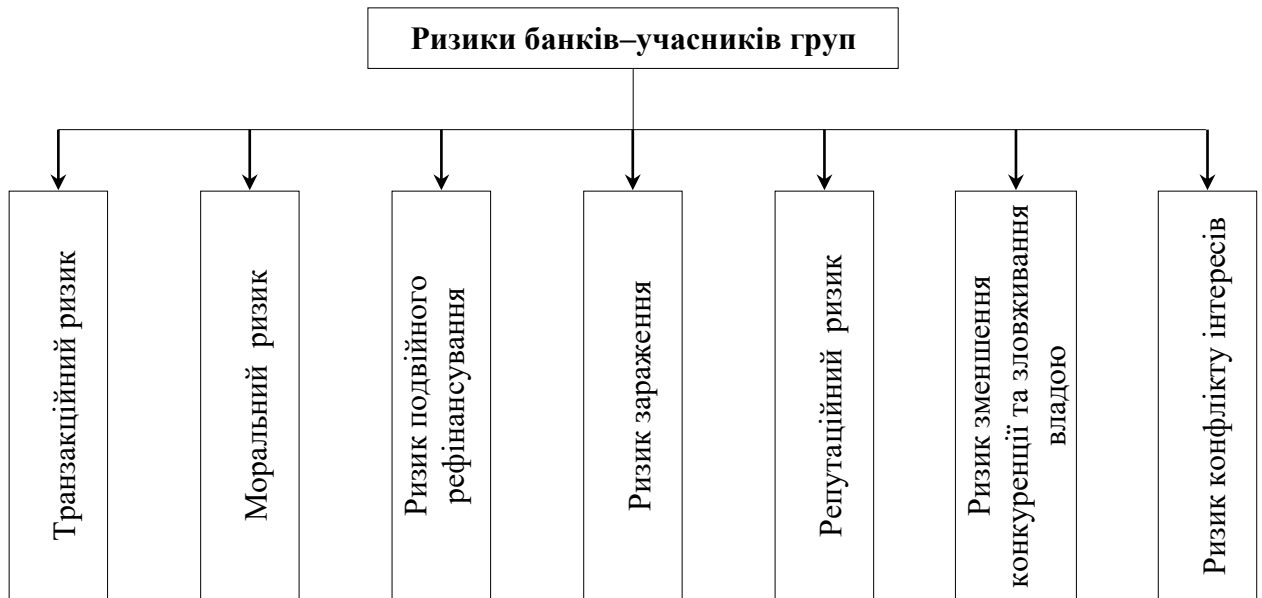 Ризики банків–учасників груп
Транзакційний ризик
Моральний ризик
Ризик подвійного
рефінансування
Ризик зараження
Репутаційний ризик
Ризик зменшення
конкуренції та зловживання
владою
Ризик конфлікту інтересів